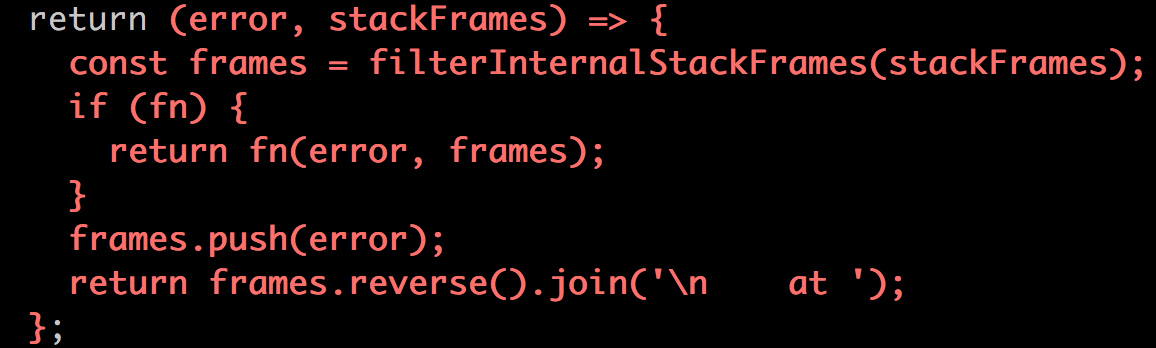 return (error, stackFrames) => {
  const frames = filterInternalStackFrames(stackFrames);
  if (fn) {
    return fn(error, frames);
  }
  frames.push(error);
  return frames.reverse().join('\n    at ');
};